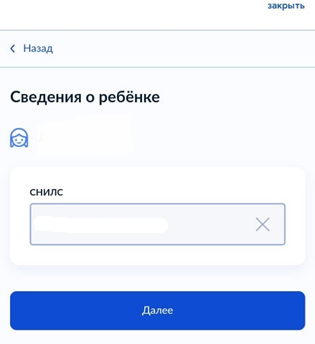 закрыть
Назад
Сведения о ребёнке
СНИЛС
Далее